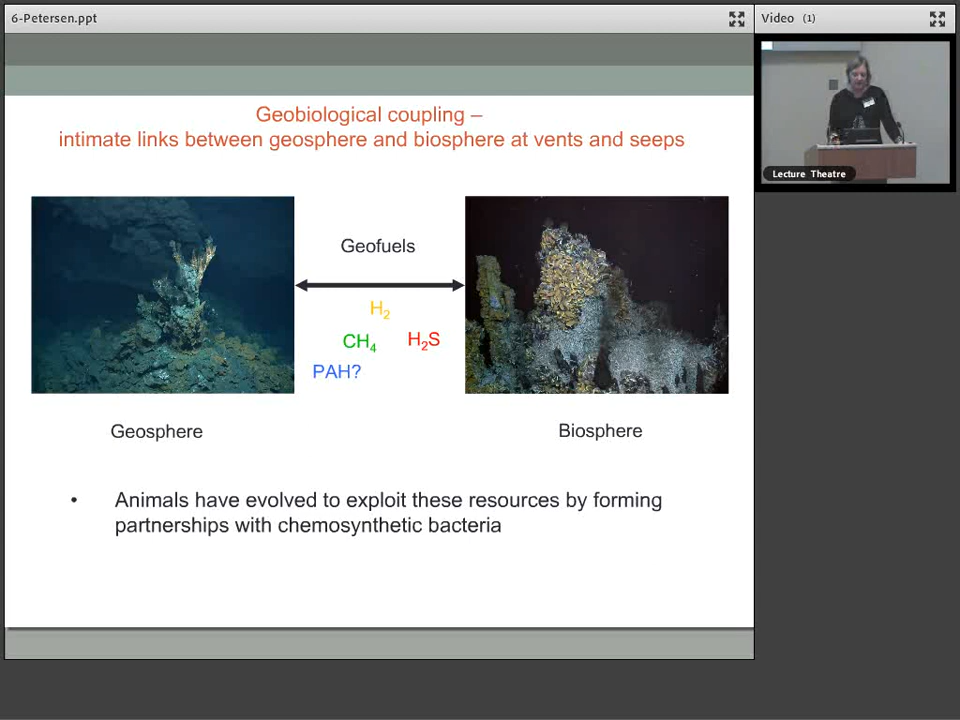 6-Petersen.ppt
Video (1)
Lecture Theatre
Geobiological coupling –
intimate links between geosphere and biosphere at vents and seeps
Geofuels
H₂
CH₄ H₂S
PAH?
Geosphere
Biosphere
• Animals have evolved to exploit these resources by forming
partnerships with chemosynthetic bacteria